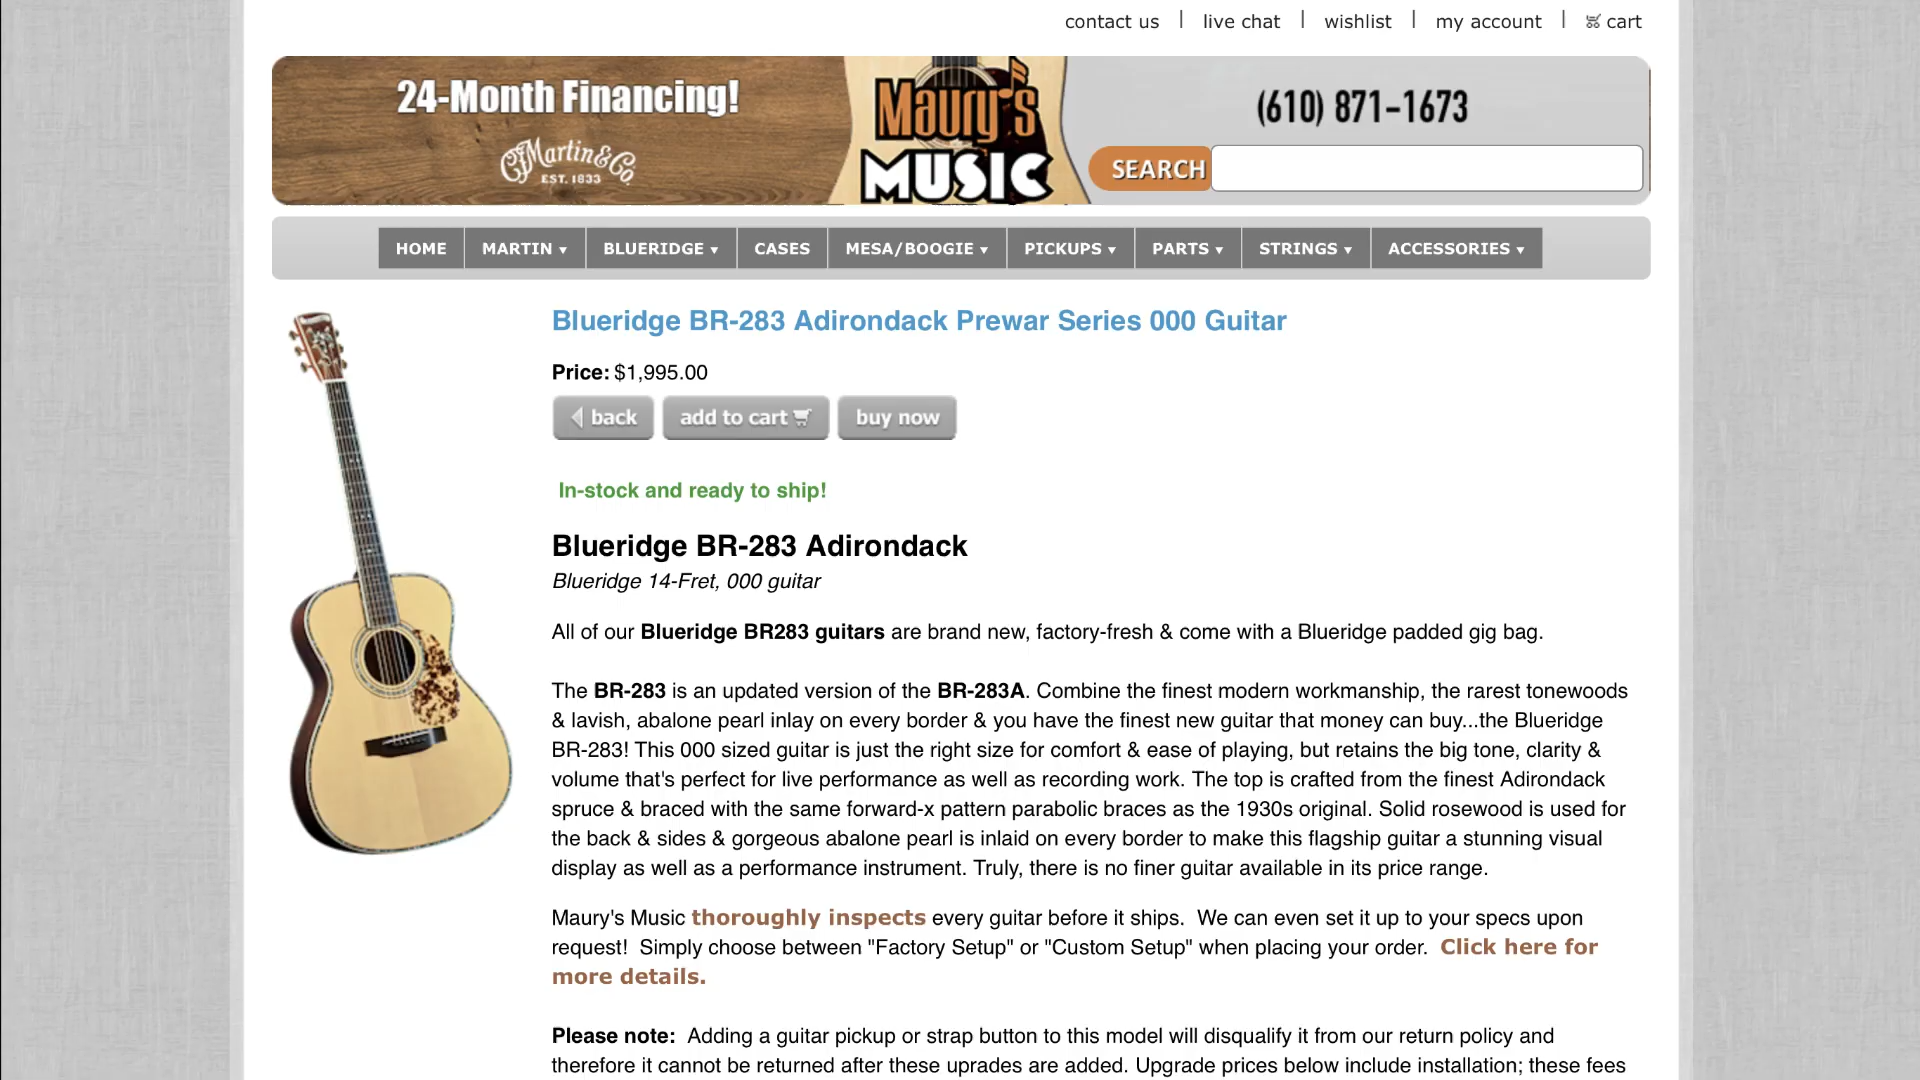 contact us | live chat | wishlist | my account | cart
24-Month Financing!
CF Martin & Co.
EST. 1833
Maury's
MUSIC
(610) 871-1673
SEARCH
HOME MARTIN ▼ BLUERIDGE ▼ CASES MESA/BOOGIE ▼ PICKUPS ▼ PARTS ▼ STRINGS ▼ ACCESSORIES ▼
Blueridge BR-283 Adirondack Prewar Series 000 Guitar
Price: $1,995.00
back add to cart buy now
In-stock and ready to ship!
Blueridge BR-283 Adirondack
Blueridge 14-Fret, 000 guitar
All of our Blueridge BR283 guitars are brand new, factory-fresh & come with a Blueridge padded gig bag.
The BR-283 is an updated version of the BR-283A. Combine the finest modern workmanship, the rarest tonewoods
& lavish, abalone pearl inlay on every border & you have the finest new guitar that money can buy...the Blueridge
BR-283! This 000 sized guitar is just the right size for comfort & ease of playing, but retains the big tone, clarity &
volume that's perfect for live performance as well as recording work. The top is crafted from the finest Adirondack
spruce & braced with the same forward-x pattern parabolic braces as the 1930s original. Solid rosewood is used for
the back & sides & gorgeous abalone pearl is inlaid on every border to make this flagship guitar a stunning visual
display as well as a performance instrument. Truly, there is no finer guitar available in its price range.
Maury's Music thoroughly inspects every guitar before it ships. We can even set it up to your specs upon
request! Simply choose between "Factory Setup" or "Custom Setup" when placing your order. Click here for
more details.
Please note: Adding a guitar pickup or strap button to this model will disqualify it from our return policy and
therefore it cannot be returned after these uprades are added. Upgrade prices below include installation; these fees